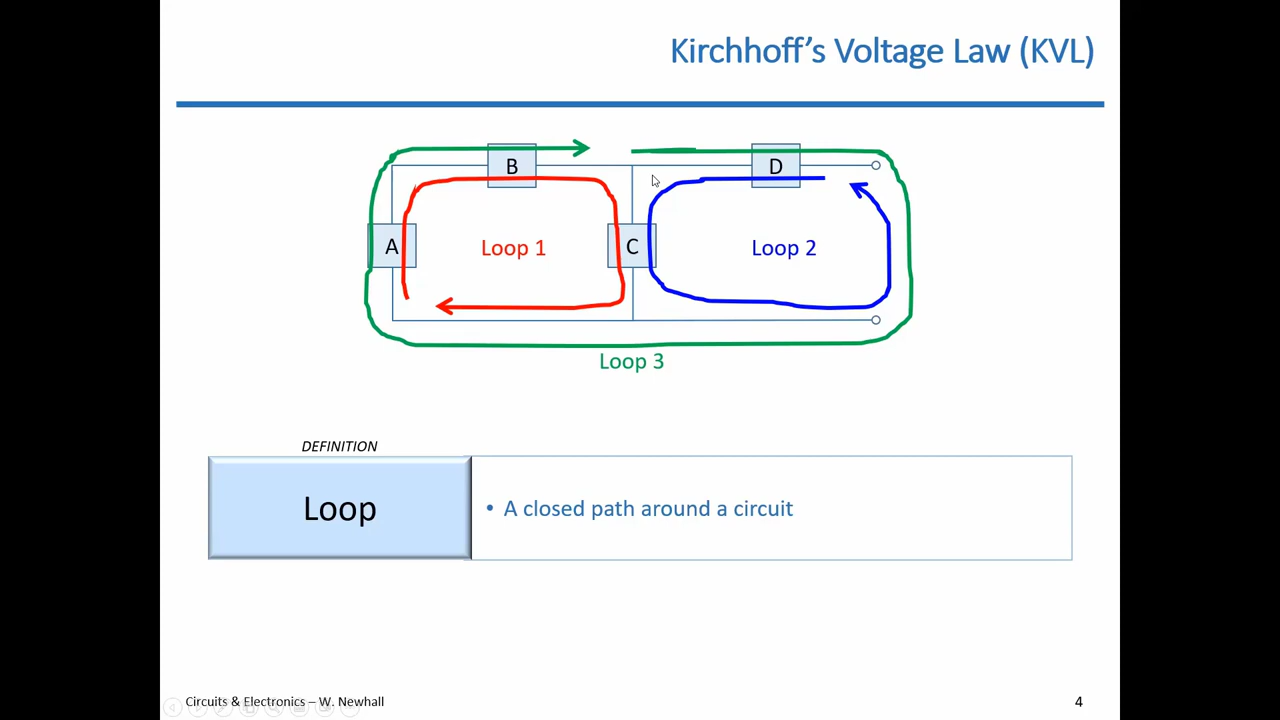 Kirchhoff's Voltage Law (KVL)
B
D
A
Loop 1
C
Loop 2
Loop 3
DEFINITION
Loop
• A closed path around a circuit
Circuits & Electronics – W. Newhall
4